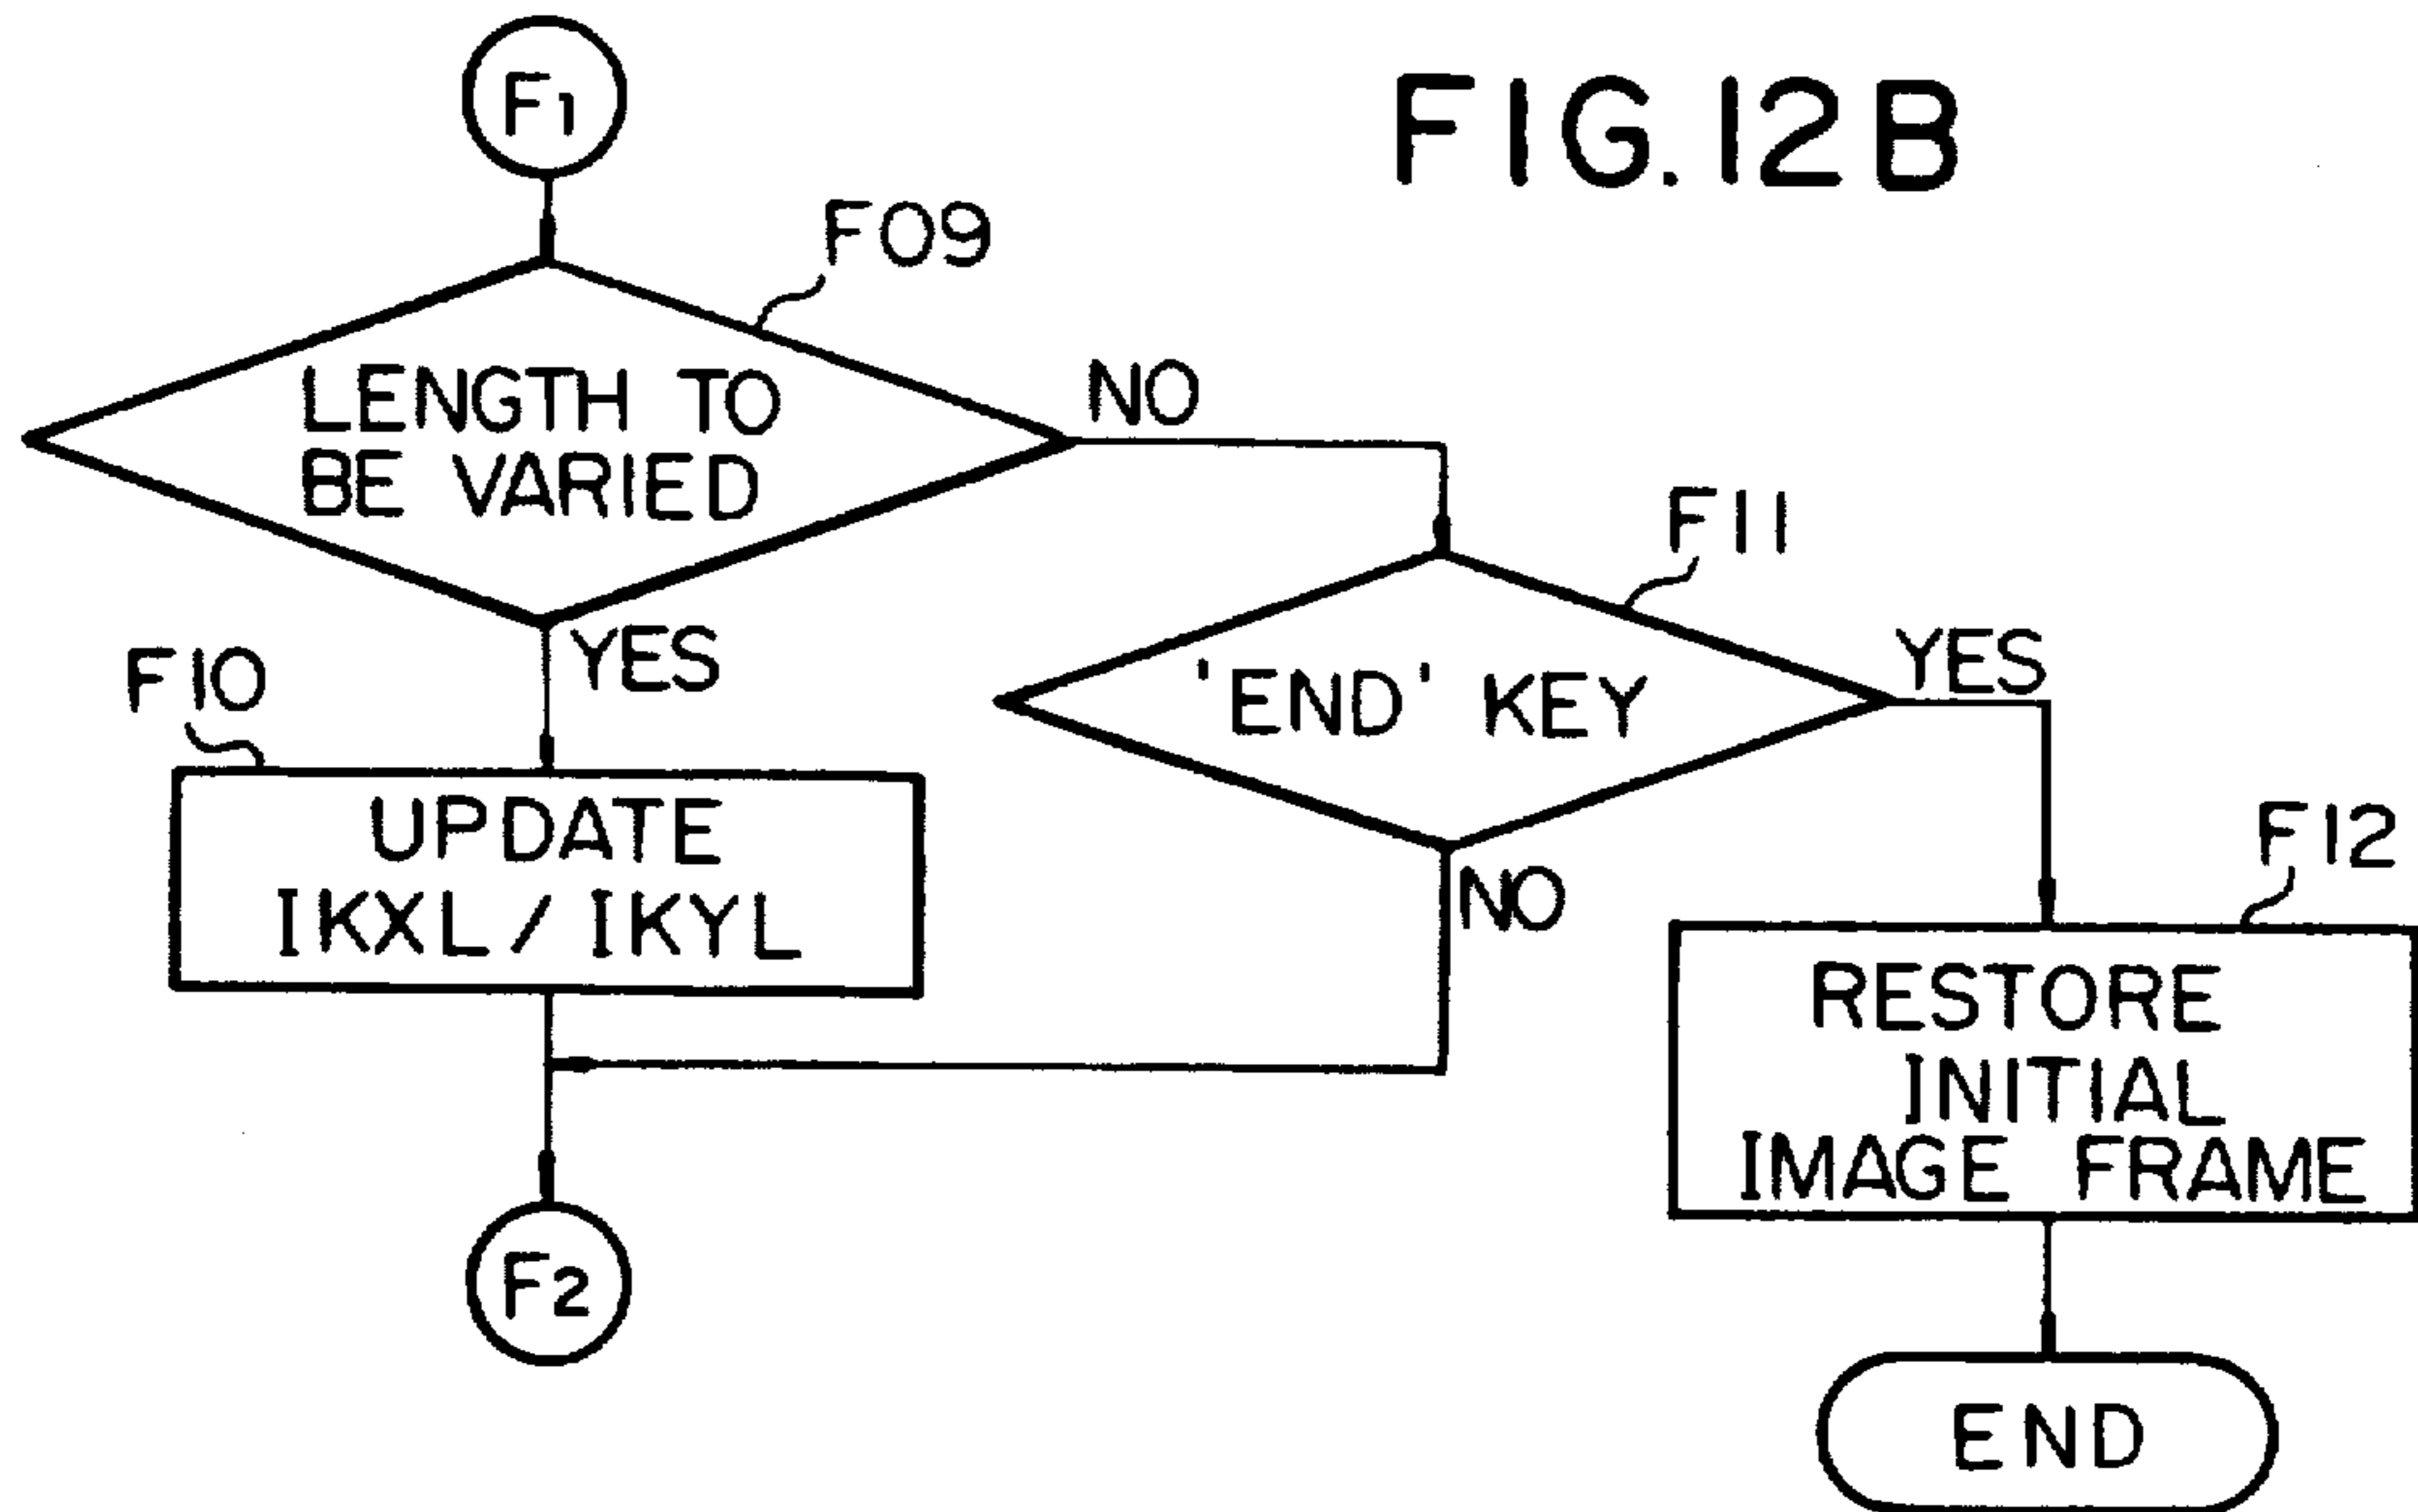 F1
FIG.12B
F09
LENGTH TO
BE VARIED
NO
F11
YES
F10
'END' KEY
YES
UPDATE
IKXL/IKYL
NO
F12
RESTORE
INITIAL
IMAGE FRAME
F2
END